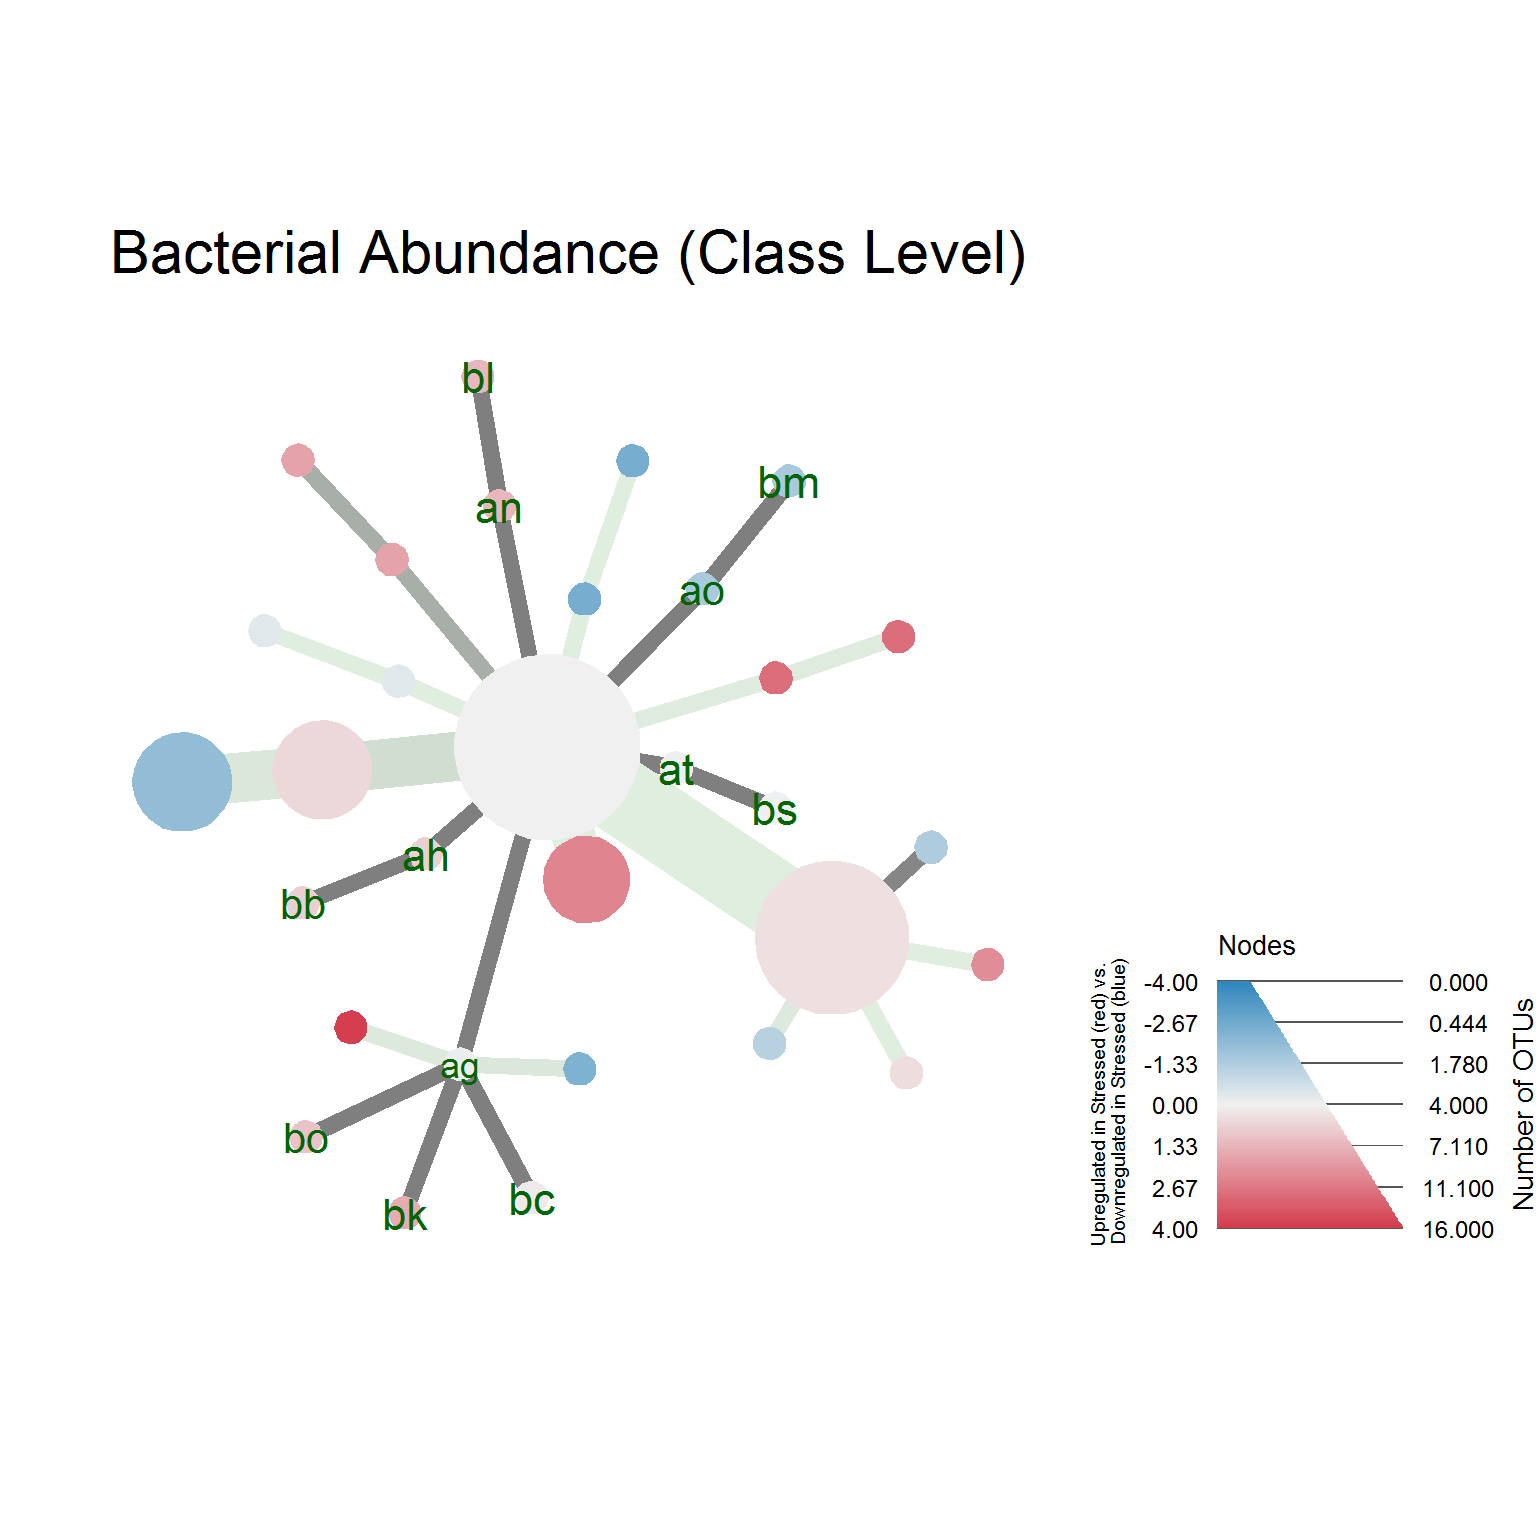 Bacterial Abundance (Class Level)
bl
bm
an
ao
at
bs
ah
bb
ag
bo
bc
bk
Nodes
Upregulated in Stressed (red) vs.
Downregulated in Stressed (blue)
-4.00 0.000
-2.67 0.444
-1.33 1.780
0.00 4.000
1.33 7.110
2.67 11.100
4.00 16.000
Number of OTUs